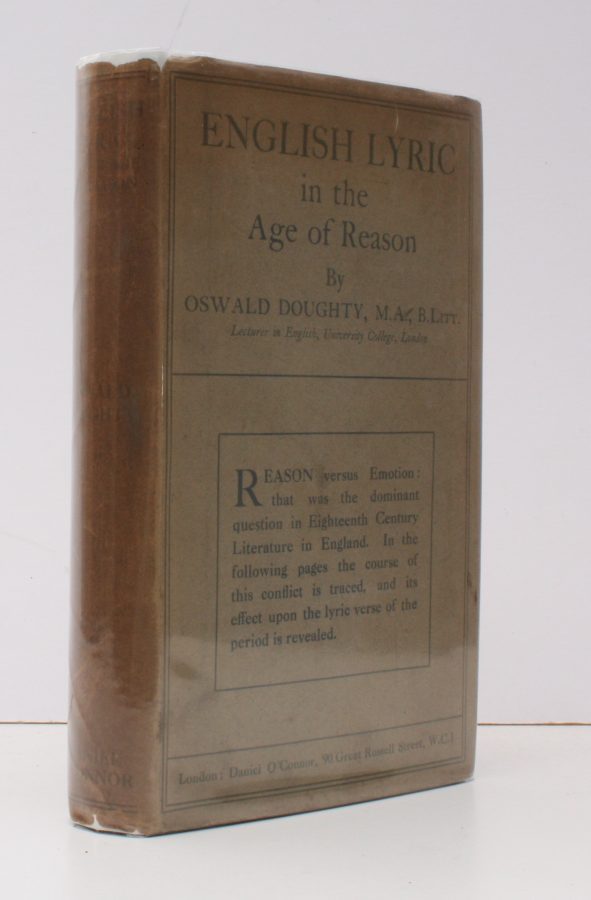 ENGLISH LYRIC
in the
Age of Reason
By
OSWALD DOUGHTY, M.A., B.LITT.
Lecturer in English, University College, London
REASON versus Emotion:
that was the dominant
question in Eighteenth Century
Literature in England. In the
following pages the course of
this conflict is traced, and its
effect upon the lyric verse of the
period is revealed.
London: Daniel O'Connor, 90 Great Russell Street, W.C.1